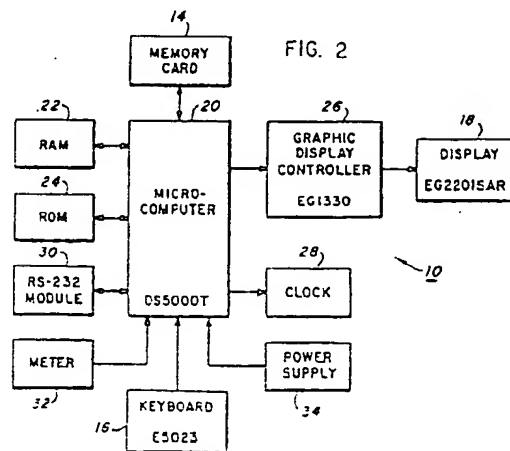 FIG. 2
14
MEMORY
CARD
22
RAM
20
26
GRAPHIC
DISPLAY
CONTROLLER
EG1330
18
DISPLAY
EG2201SAR
24
ROM
MICRO-
COMPUTER
DS5000T
10
30
RS-232
MODULE
28
CLOCK
METER
32
POWER
SUPPLY
34
16
KEYBOARD
E5023